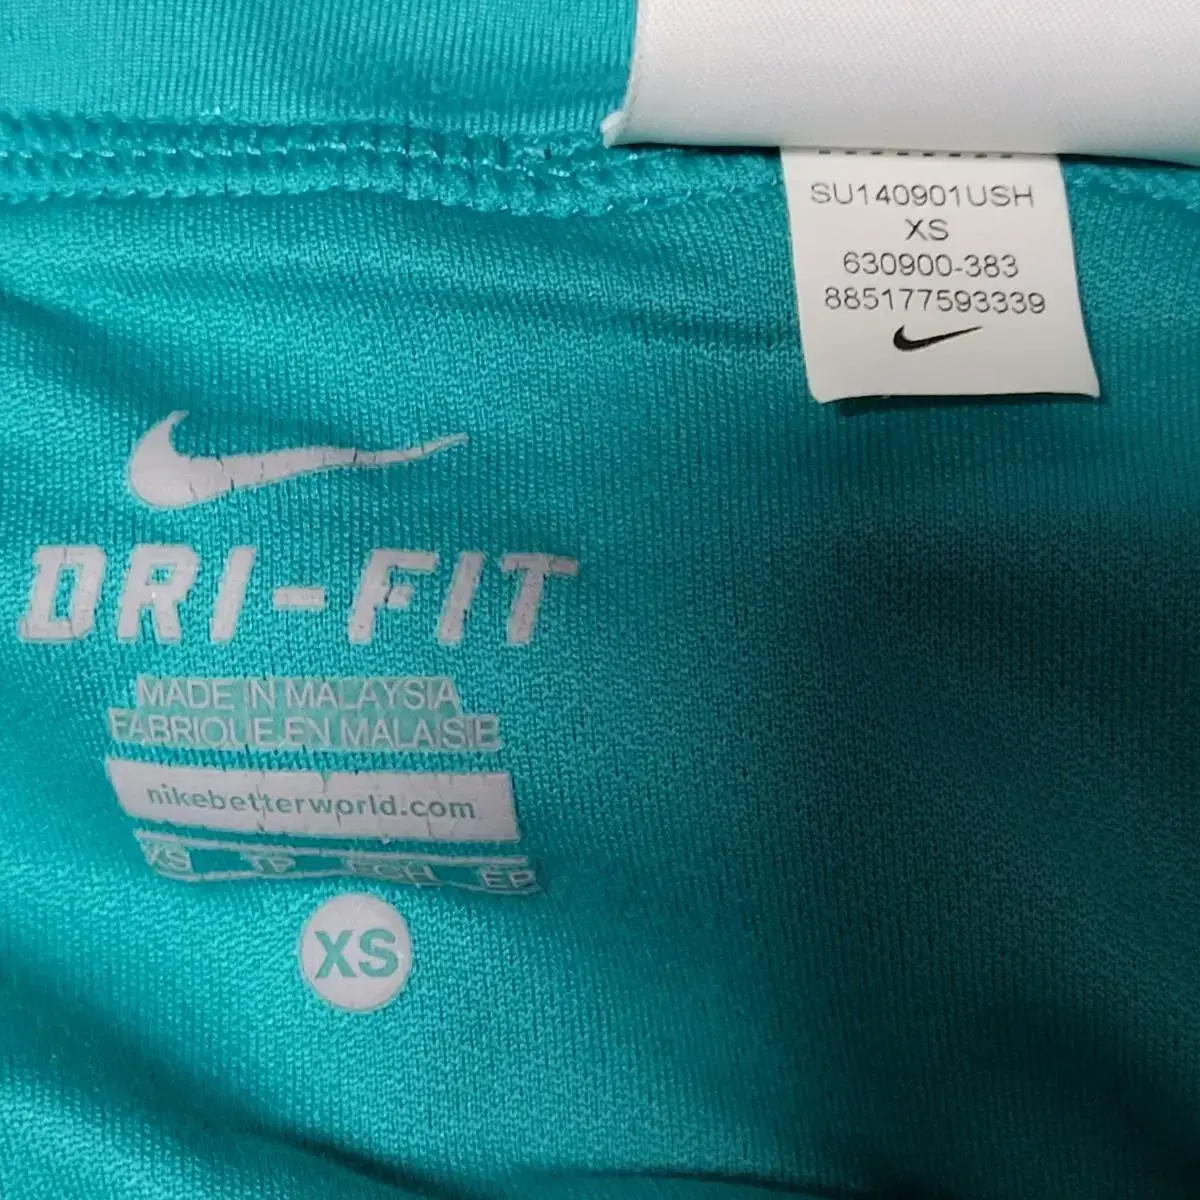 SU140901USH
XS
630900-383
885177593339
DRI-FIT
MADE IN MALAYSIA
FABRIQUE EN MALAISIE
nikebetterworld.com
XS TP ECH EP
XS